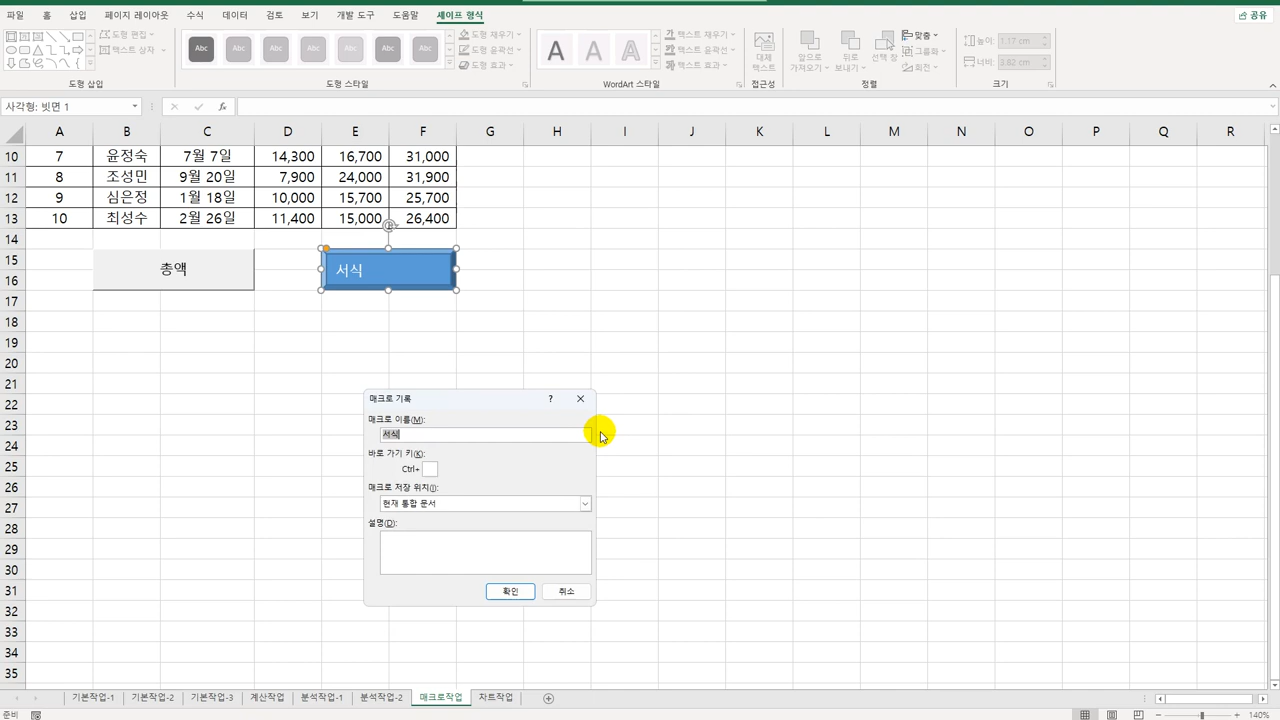 파일 홈 삽입 페이지 레이아웃 수식 데이터 검토 보기 개발 도구 도움말 셰이프 형식 공유
도형 편집
텍스트 상자
Abc Abc Abc Abc Abc Abc Abc
도형 채우기
도형 윤곽선
도형 효과
A A A
텍스트 채우기
텍스트 윤곽선
텍스트 효과
대체 텍스트
앞으로 가져오기
뒤로 보내기
선택 창
맞춤
그룹화
회전
높이: 1.17 cm
너비: 3.82 cm
도형 삽입 도형 스타일 WordArt 스타일 접근성 정렬 크기
사각형: 빗면 1 fx
A B C D E F G H I J K L M N O P Q R
10 7 윤정숙 7월 7일 14,300 16,700 31,000
11 8 조성민 9월 20일 7,900 24,000 31,900
12 9 심은정 1월 18일 10,000 15,700 25,700
13 10 최성수 2월 26일 11,400 15,000 26,400
14
15
총액 서식
16
17
18
19
20
21
22
23
24
25
26
27
28
29
30
31
32
33
34
35
매크로 기록 ?
매크로 이름(M):
서식
바로 가기 키(K):
Ctrl+
매크로 저장 위치(I):
현재 통합 문서
설명(D):
확인 취소
기본작업-1 기본작업-2 기본작업-3 계산작업 분석작업-1 분석작업-2 매크로작업 차트작업
준비 140%